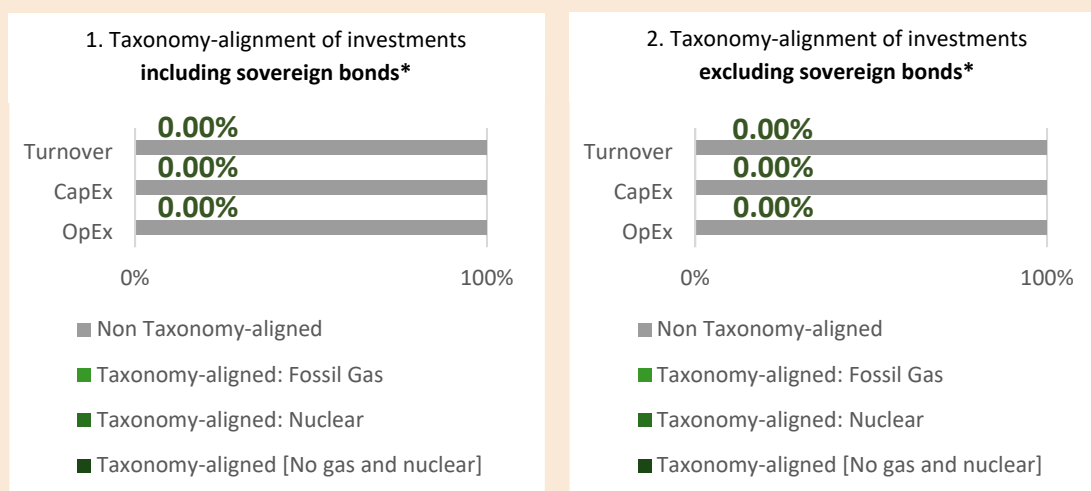 1. Taxonomy-alignment of investments
including sovereign bonds*
0.00%
Turnover
0.00%
CapEx
0.00%
OpEx
0%
100%
Non Taxonomy-aligned
Taxonomy-aligned: Fossil Gas
Taxonomy-aligned: Nuclear
Taxonomy-aligned [No gas and nuclear]
2. Taxonomy-alignment of investments
excluding sovereign bonds*
0.00%
Turnover
0.00%
CapEx
0.00%
OpEx
0%
100%
Non Taxonomy-aligned
Taxonomy-aligned: Fossil Gas
Taxonomy-aligned: Nuclear
Taxonomy-aligned [No gas and nuclear]